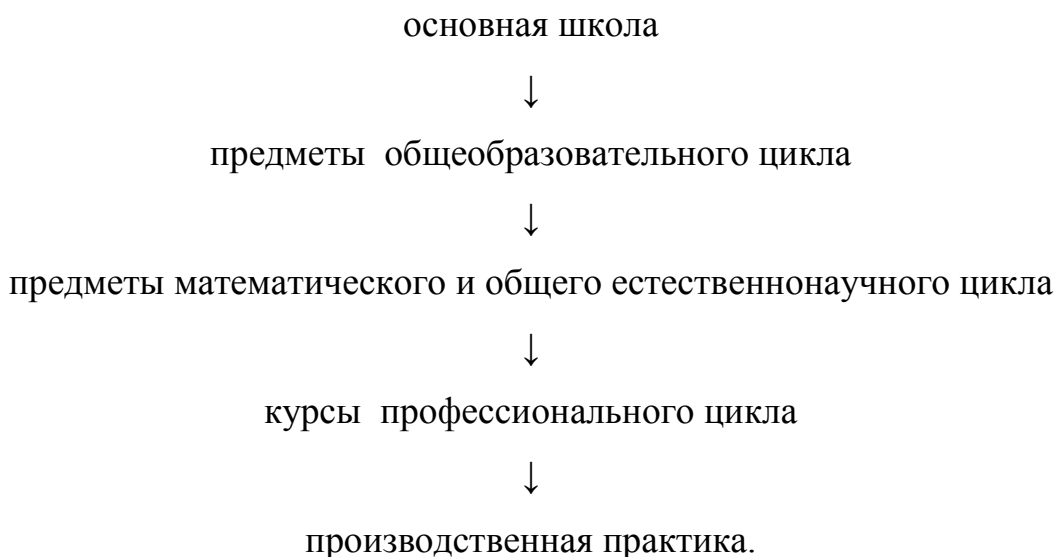 основная школа
↓
предметы общеобразовательного цикла
↓
предметы математического и общего естественнонаучного цикла
↓
курсы профессионального цикла
↓
производственная практика.